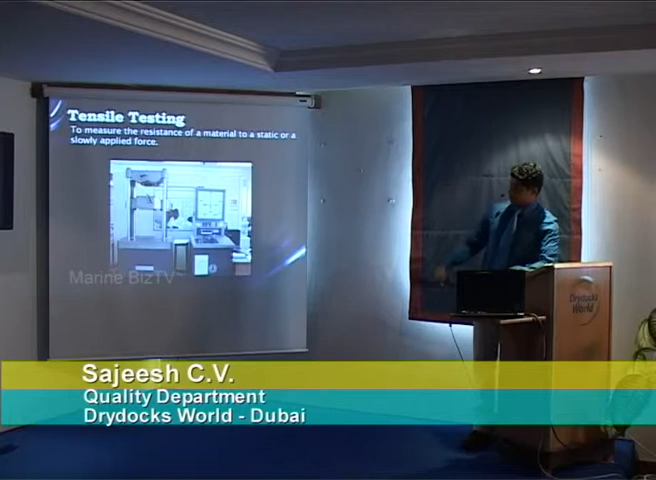 Tensile Testing
To measure the resistance of a material to a static or a
slowly applied force.
Marine BizTV
Drydocks
World
Sajeesh C.V.
Quality Department
Drydocks World - Dubai